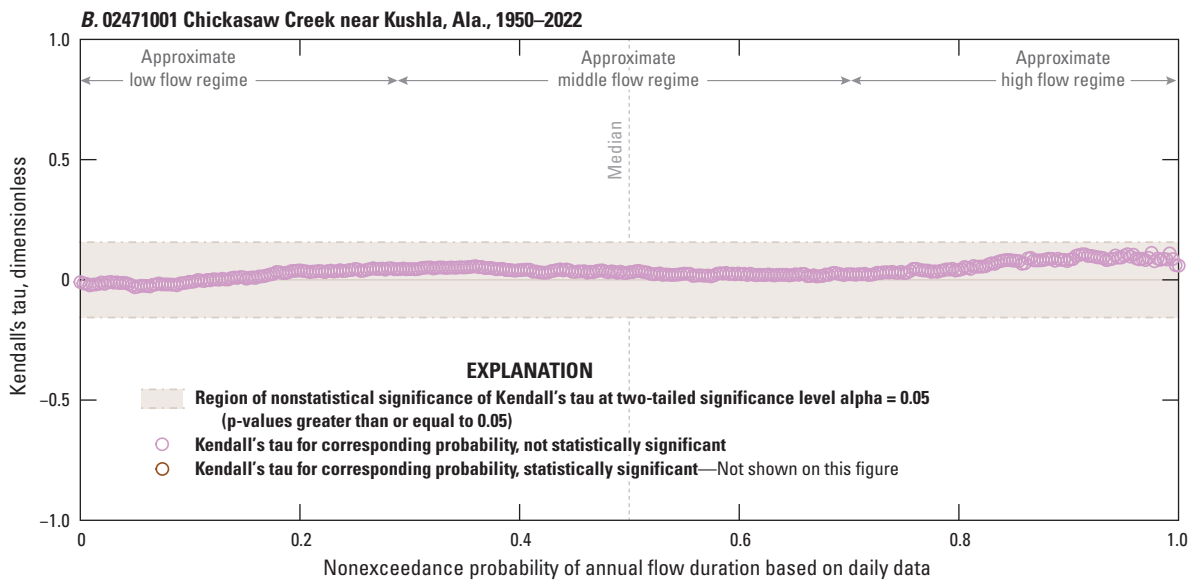 B. 02471001 Chickasaw Creek near Kushla, Ala., 1950–2022
1.0
0.5
0
−0.5
−1.0
Kendall's tau, dimensionless
Approximate
low flow regime
Approximate
middle flow regime
Approximate
high flow regime
Median
EXPLANATION
Region of nonstatistical significance of Kendall's tau at two-tailed significance level alpha = 0.05
(p-values greater than or equal to 0.05)
Kendall's tau for corresponding probability, not statistically significant
Kendall's tau for corresponding probability, statistically significant—Not shown on this figure
0 0.2 0.4 0.6 0.8 1.0
Nonexceedance probability of annual flow duration based on daily data